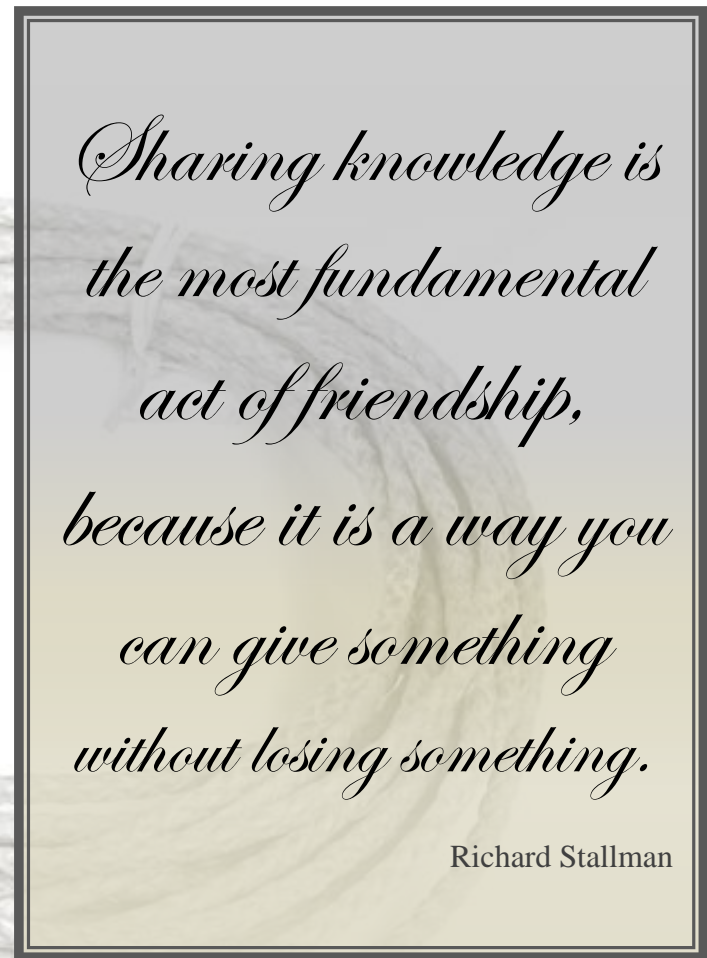 Sharing knowledge is
the most fundamental
act of friendship,
because it is a way you
can give something
without losing something.
Richard Stallman